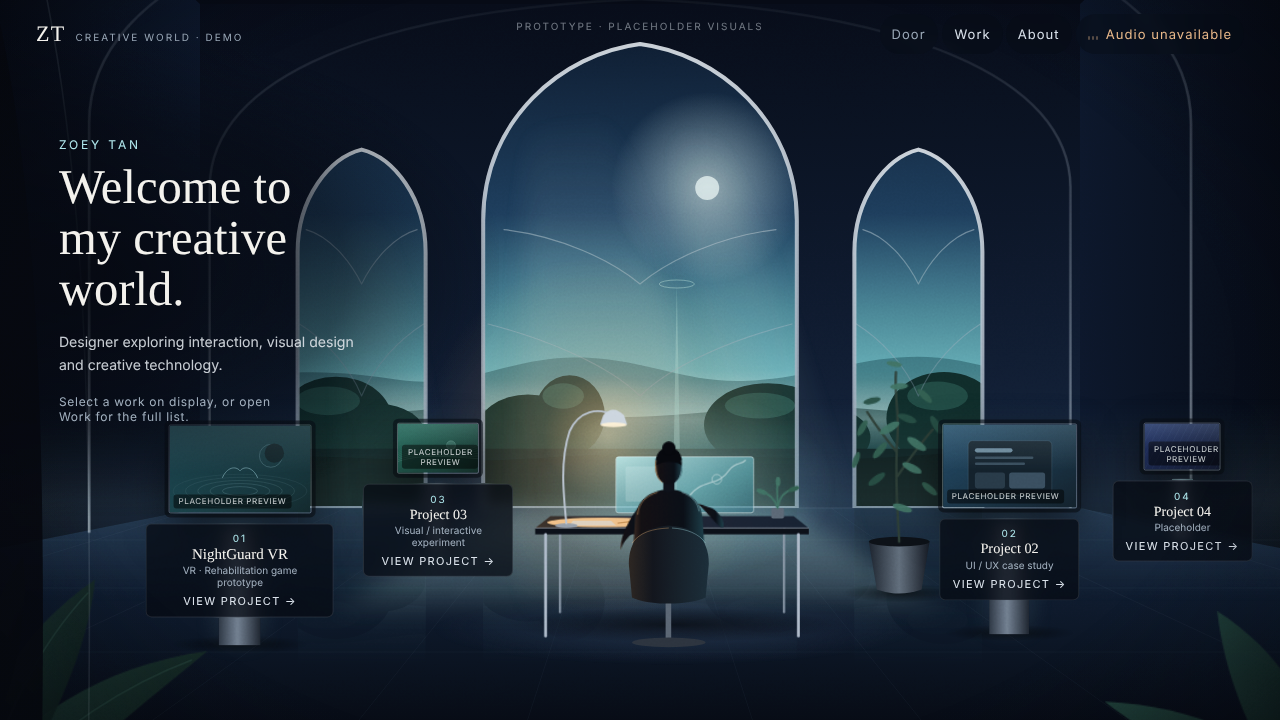 ZT CREATIVE WORLD · DEMO
PROTOTYPE · PLACEHOLDER VISUALS
Door Work About Audio unavailable
ZOEY TAN
Welcome to
my creative
world.
Designer exploring interaction, visual design
and creative technology.
Select a work on display, or open
Work for the full list.
PLACEHOLDER PREVIEW
01
NightGuard VR
VR · Rehabilitation game
prototype
VIEW PROJECT →
PLACEHOLDER
PREVIEW
03
Project 03
Visual / interactive
experiment
VIEW PROJECT →
PLACEHOLDER PREVIEW
02
Project 02
UI / UX case study
VIEW PROJECT →
PLACEHOLDER
PREVIEW
04
Project 04
Placeholder
VIEW PROJECT →